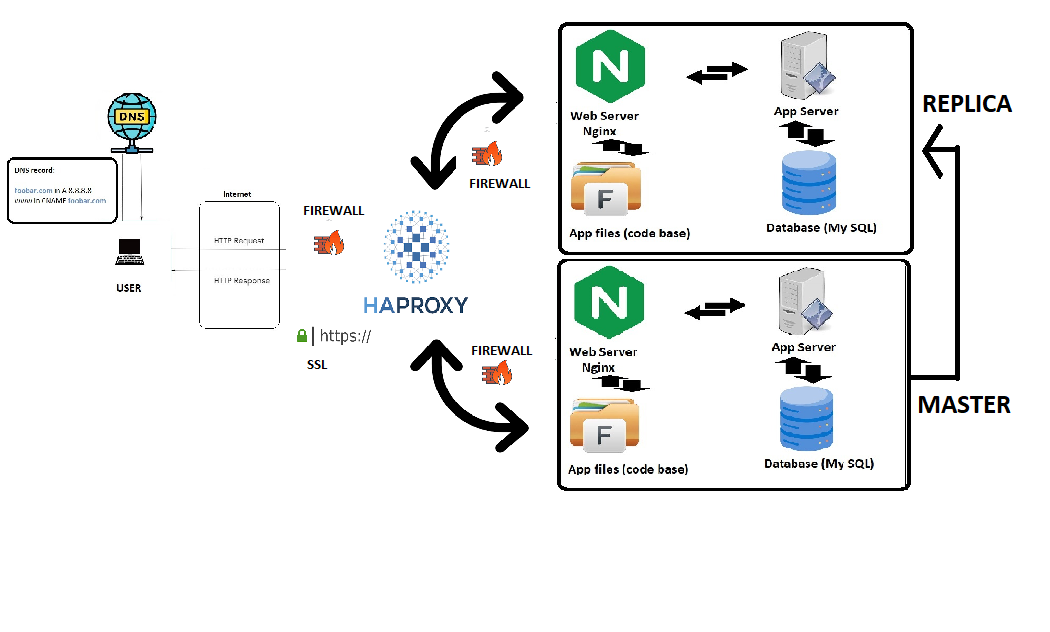 DNS
DNS record:
foobar.com in A 8.8.8.8
www in CNAME foobar.com
USER
Internet
HTTP Request
HTTP Response
FIREWALL
HAPROXY
https://
SSL
FIREWALL
FIREWALL
N
Web Server
Nginx
App Server
F
App files (code base)
Database (My SQL)
REPLICA
N
Web Server
Nginx
App Server
F
App files (code base)
Database (My SQL)
MASTER